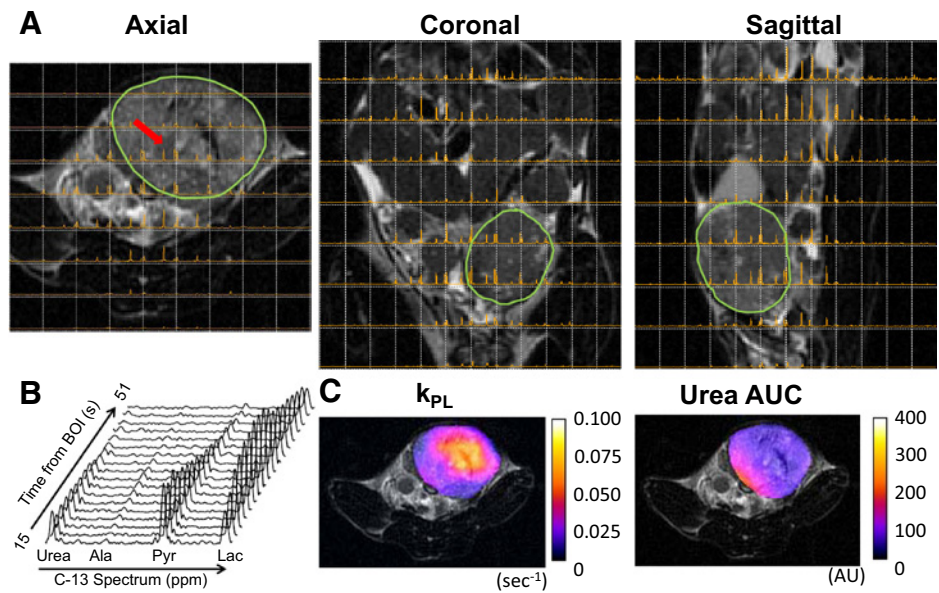 A
Axial
Coronal
Sagittal
B
Time from BOI (s)
15
51
Urea
Ala
Pyr
Lac
C-13 Spectrum (ppm)
C
kPL
0.100
0.075
0.050
0.025
0
(sec⁻¹)
Urea AUC
400
300
200
100
0
(AU)